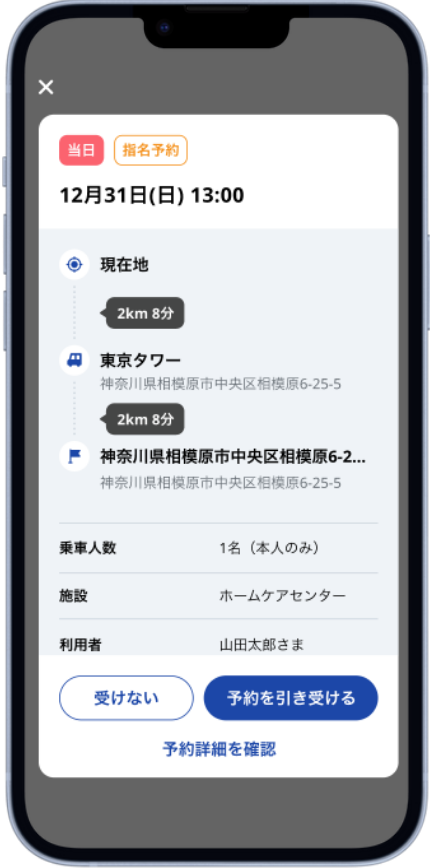 当日 指名予約
12月31日(日) 13:00
現在地
2km 8分
東京タワー
神奈川県相模原市中央区相模原6-25-5
2km 8分
神奈川県相模原市中央区相模原6-2...
神奈川県相模原市中央区相模原6-25-5
乗車人数 1名（本人のみ）
施設 ホームケアセンター
利用者 山田太郎さま
受けない 予約を引き受ける
予約詳細を確認